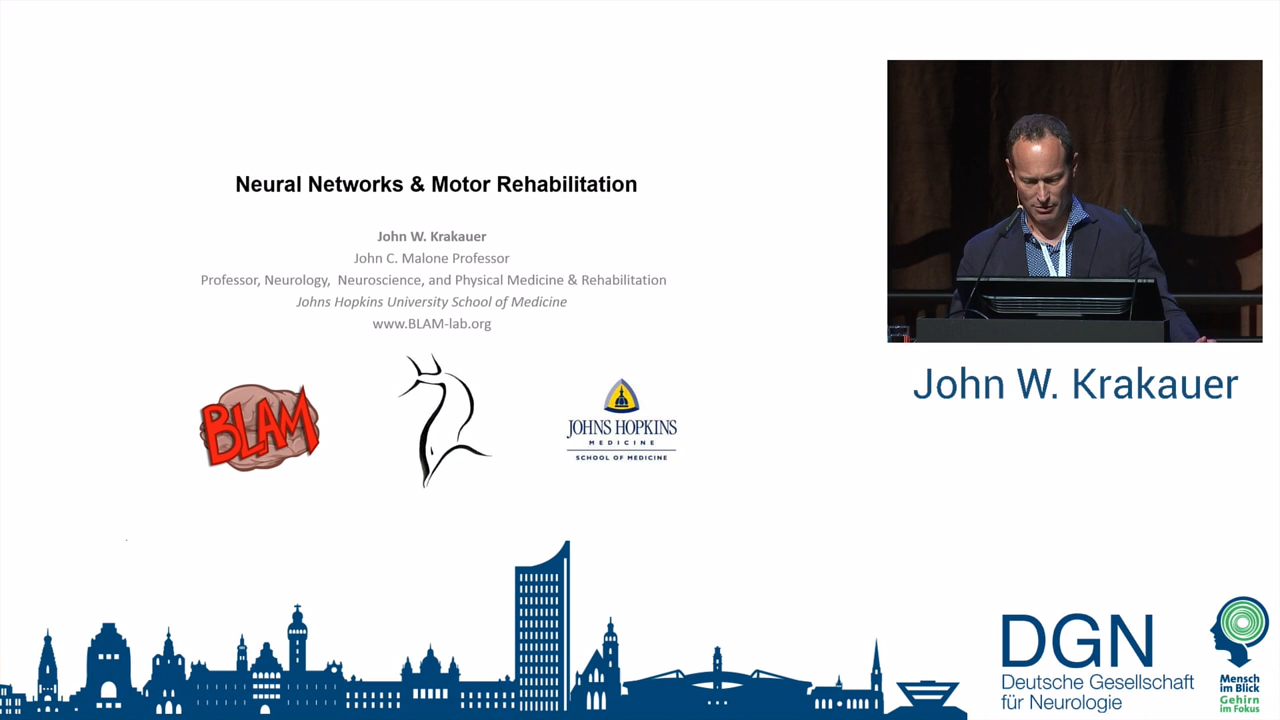 Neural Networks & Motor Rehabilitation
John W. Krakauer
John C. Malone Professor
Professor, Neurology, Neuroscience, and Physical Medicine & Rehabilitation
Johns Hopkins University School of Medicine
www.BLAM-lab.org
BLAM
JOHNS HOPKINS
MEDICINE
SCHOOL OF MEDICINE
John W. Krakauer
DGN
Deutsche Gesellschaft
für Neurologie
Mensch
im Blick
Gehirn
im Fokus